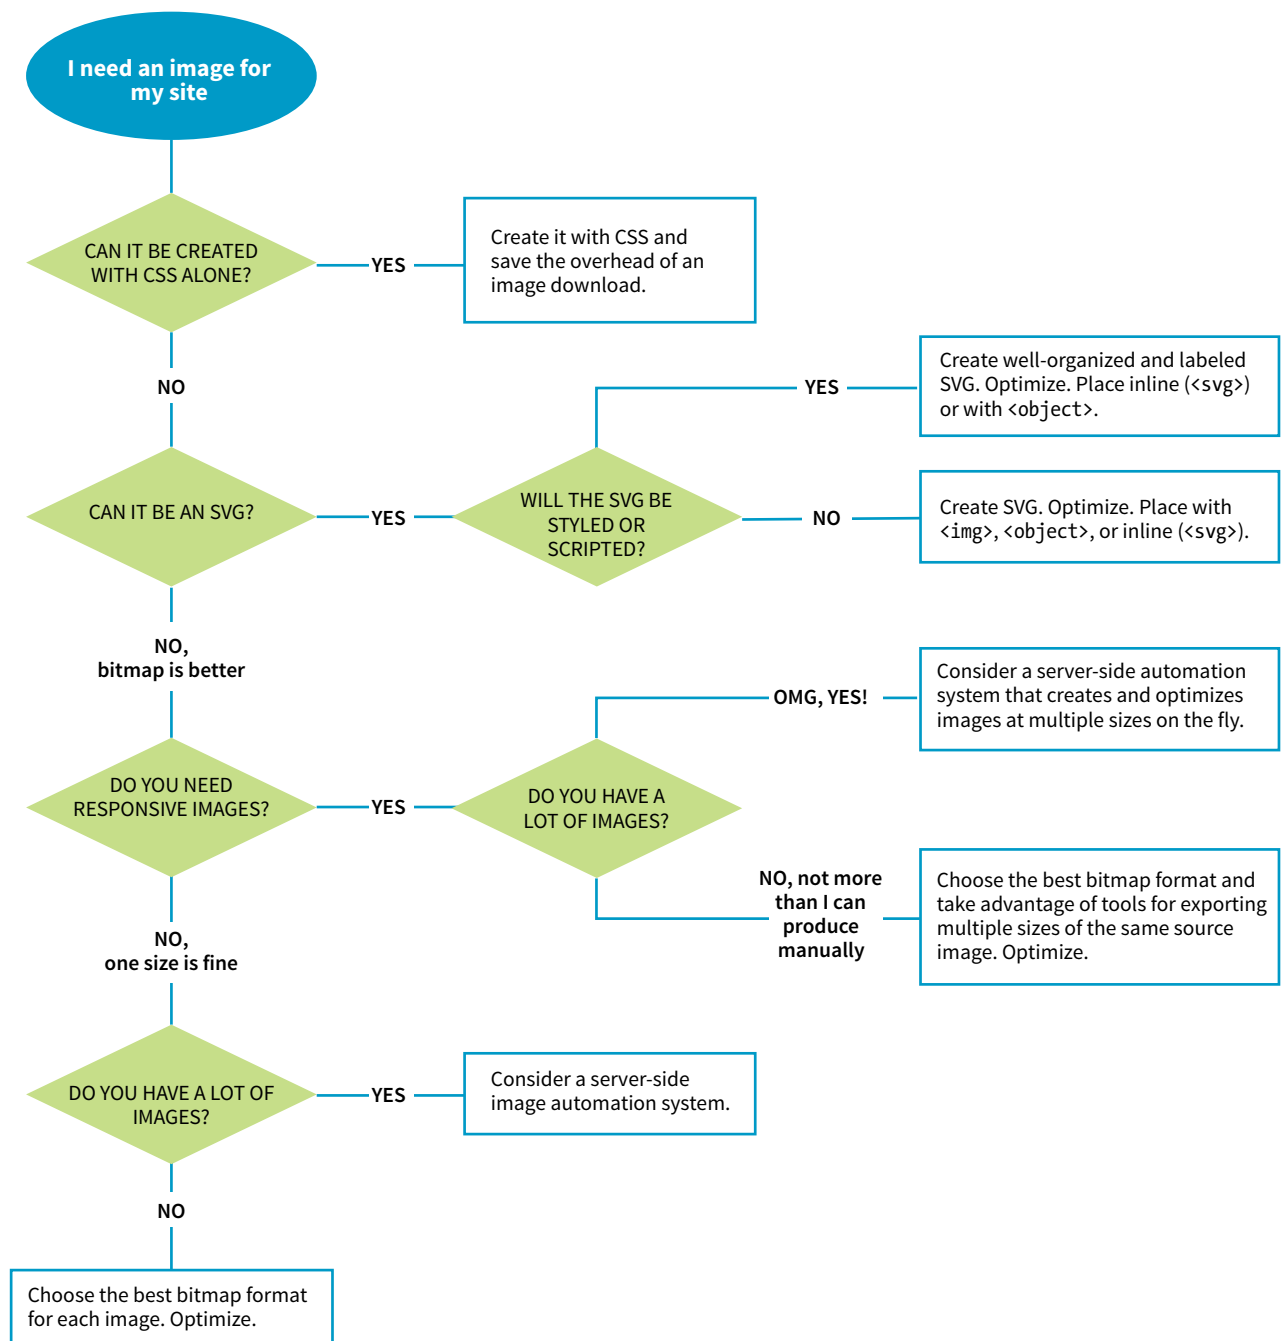 I need an image for
my site
CAN IT BE CREATED
WITH CSS ALONE?
YES
Create it with CSS and
save the overhead of an
image download.
NO
CAN IT BE AN SVG?
YES
WILL THE SVG BE
STYLED OR
SCRIPTED?
YES
Create well-organized and labeled
SVG. Optimize. Place inline (<svg>)
or with <object>.
NO
Create SVG. Optimize. Place with
<img>, <object>, or inline (<svg>).
NO,
bitmap is better
DO YOU NEED
RESPONSIVE IMAGES?
YES
DO YOU HAVE A
LOT OF IMAGES?
OMG, YES!
Consider a server-side automation
system that creates and optimizes
images at multiple sizes on the fly.
NO, not more
than I can
produce
manually
Choose the best bitmap format and
take advantage of tools for exporting
multiple sizes of the same source
image. Optimize.
NO,
one size is fine
DO YOU HAVE A LOT OF
IMAGES?
YES
Consider a server-side
image automation system.
NO
Choose the best bitmap format
for each image. Optimize.